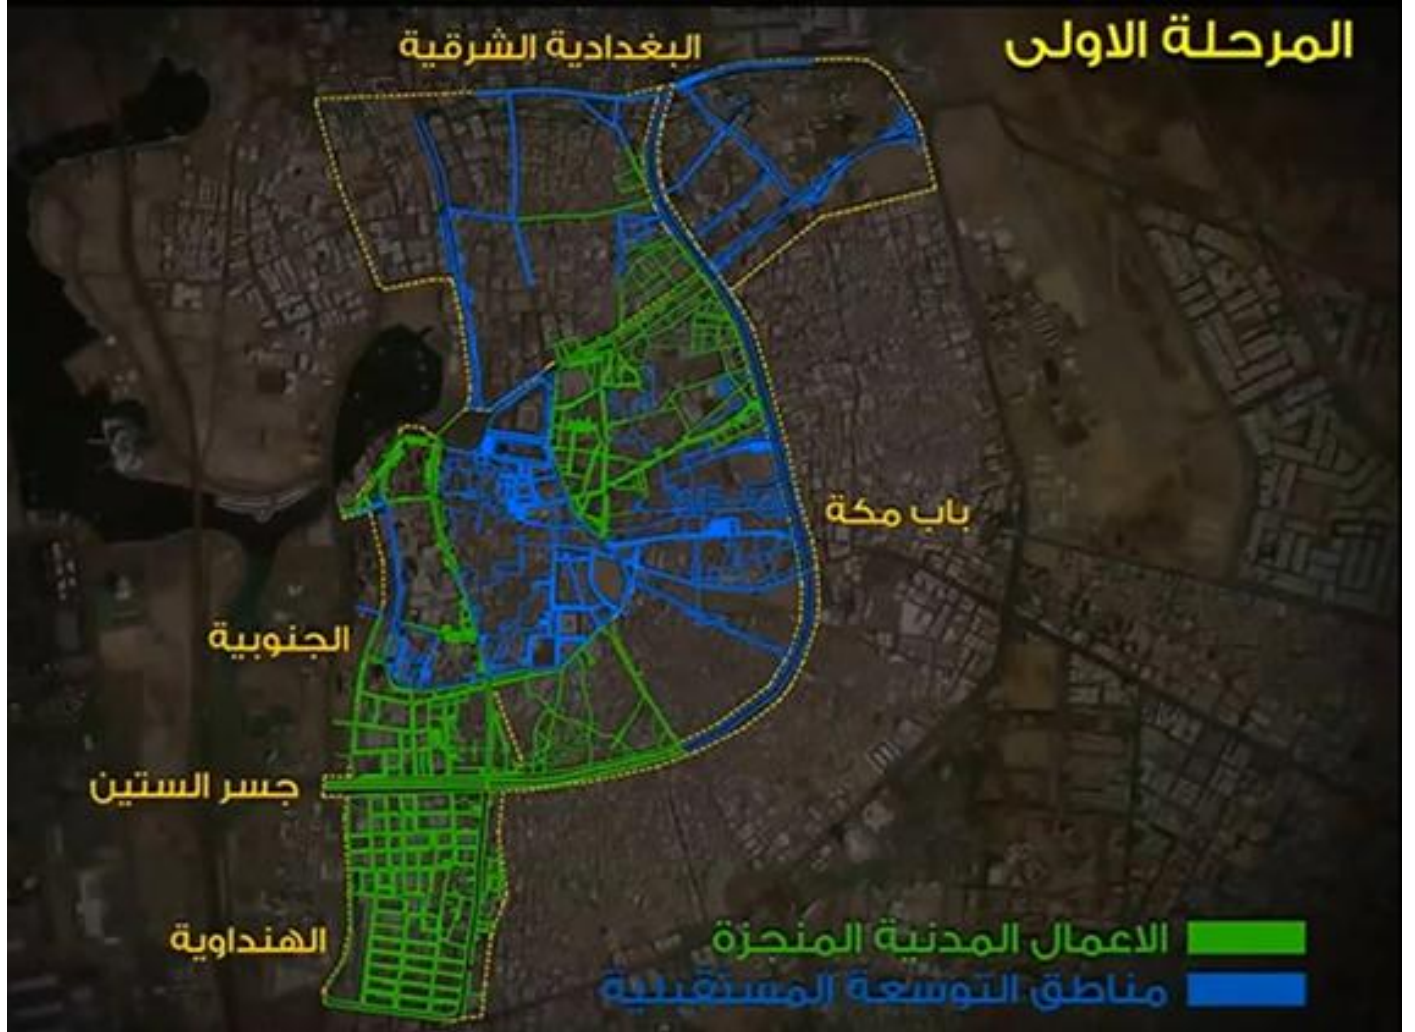 المرحلة الاولى
البغدادية الشرقية
باب مكة
الجنوبية
جسر الستين
الهنداوية
الاعمال المدنية المنجزة
مناطق التوسعة المستقبلية